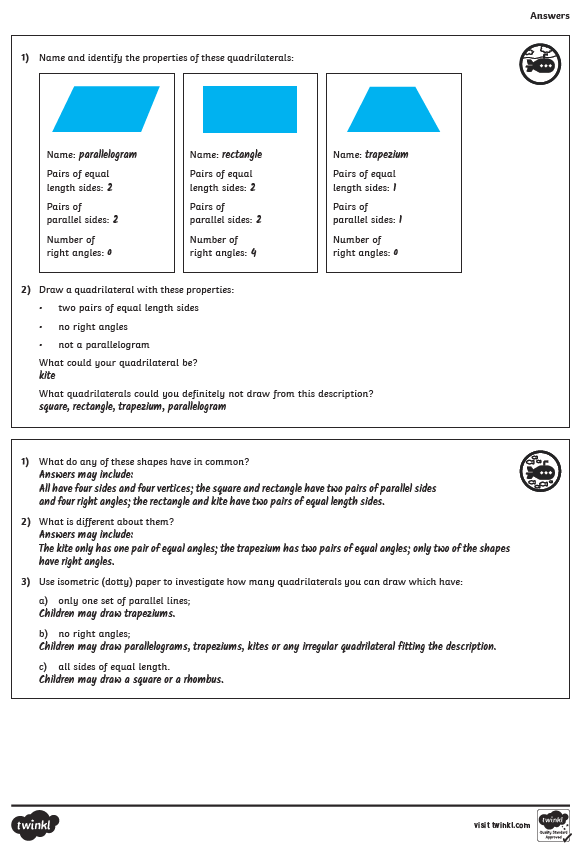 Answers
1) Name and identify the properties of these quadrilaterals:
Name: parallelogram
Pairs of equal
length sides: 2
Pairs of
parallel sides: 2
Number of
right angles: 0
Name: rectangle
Pairs of equal
length sides: 2
Pairs of
parallel sides: 2
Number of
right angles: 4
Name: trapezium
Pairs of equal
length sides: 1
Pairs of
parallel sides: 1
Number of
right angles: 0
2) Draw a quadrilateral with these properties:
• two pairs of equal length sides
• no right angles
• not a parallelogram
What could your quadrilateral be?
kite
What quadrilaterals could you definitely not draw from this description?
square, rectangle, trapezium, parallelogram
1) What do any of these shapes have in common?
Answers may include:
All have four sides and four vertices; the square and rectangle have two pairs of parallel sides
and four right angles; the rectangle and kite have two pairs of equal length sides.
2) What is different about them?
Answers may include:
The kite only has one pair of equal angles; the trapezium has two pairs of equal angles; only two of the shapes
have right angles.
3) Use isometric (dotty) paper to investigate how many quadrilaterals you can draw which have:
a) only one set of parallel lines;
Children may draw trapeziums.
b) no right angles;
Children may draw parallelograms, trapeziums, kites or any irregular quadrilateral fitting the description.
c) all sides of equal length.
Children may draw a square or a rhombus.
twinkl
visit twinkl.com
twinkl
Quality Standard
Approved